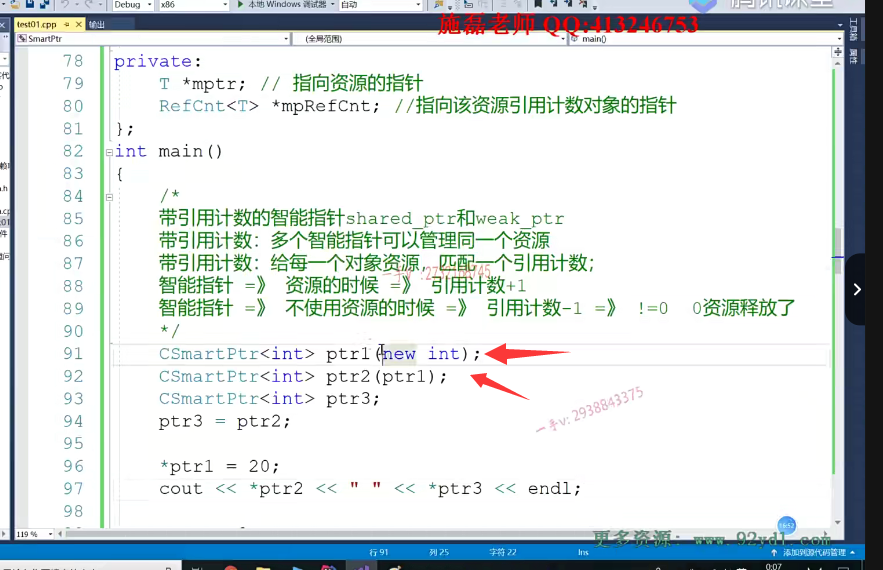 Debug
x86
本地 Windows 调试器
自动
腾讯课堂
施磊老师 QQ:413246753
test01.cpp
输出
SmartPtr
(全局范围)
main()
78 private:
79 T *mptr; // 指向资源的指针
80 RefCnt<T> *mpRefCnt; //指向该资源引用计数对象的指针
81 };
82 int main()
83 {
84 /*
85 带引用计数的智能指针shared_ptr和weak_ptr
86 带引用计数：多个智能指针可以管理同一个资源
87 带引用计数：给每一个对象资源，匹配一个引用计数;
88 智能指针 =》 资源的时候 =》 引用计数+1
89 智能指针 =》 不使用资源的时候 =》 引用计数-1 =》 !=0 0资源释放了
90 */
91 CSmartPtr<int> ptr1(new int);
92 CSmartPtr<int> ptr2(ptr1);
93 CSmartPtr<int> ptr3;
94 ptr3 = ptr2;
一手v: 2938843375
95
96 *ptr1 = 20;
97 cout << *ptr2 << " " << *ptr3 << endl;
98
16:52
119 %
更多资源: www.92ydl.com
行 91
列 25
字符 22
Ins
添加到源代码管理
0:07